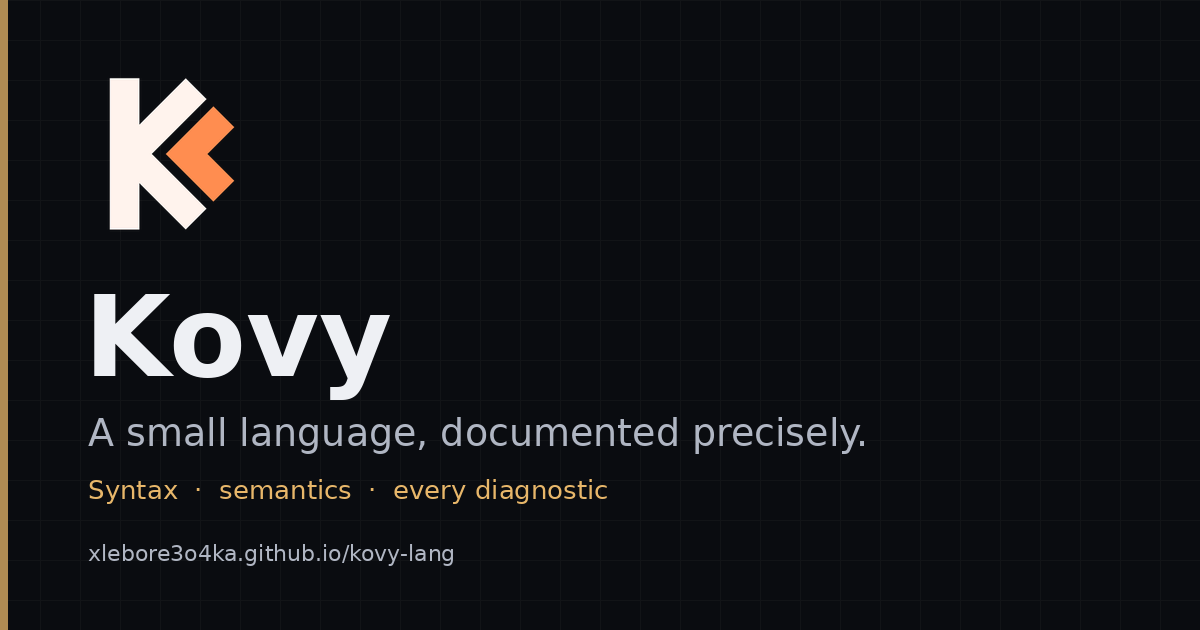 Kovy
A small language, documented precisely.
Syntax · semantics · every diagnostic
xlebore3o4ka.github.io/kovy-lang